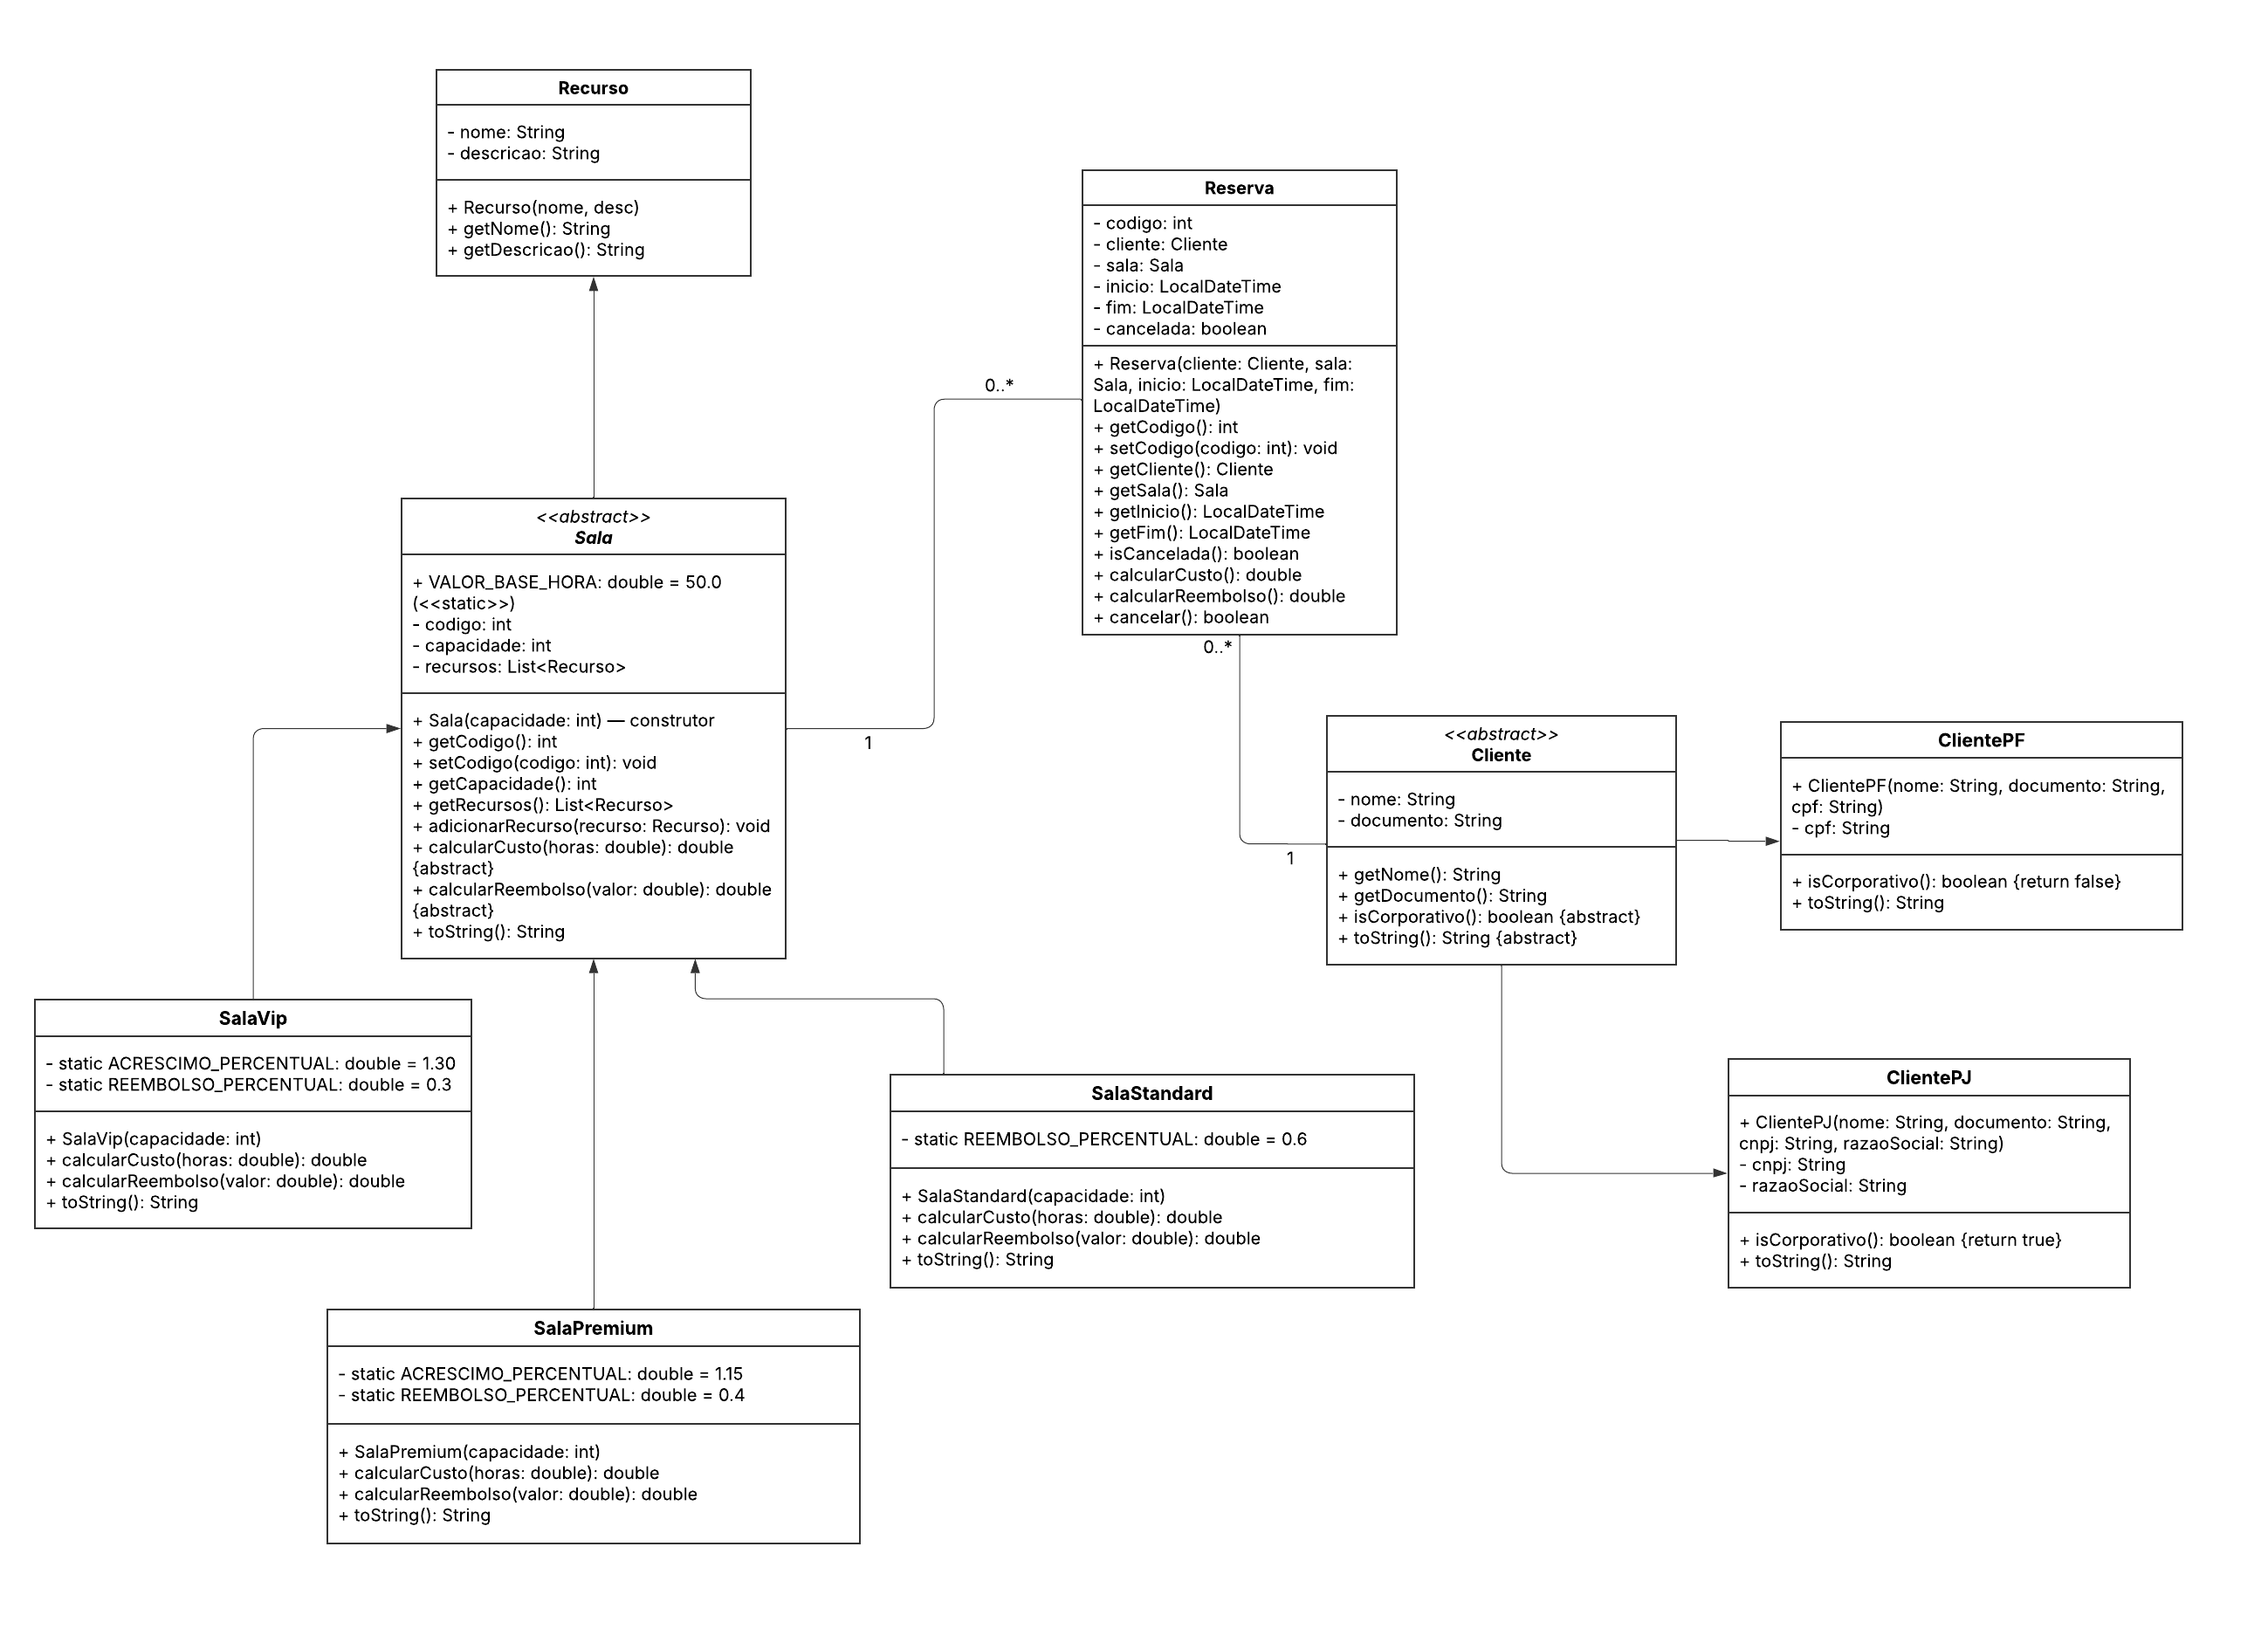 Recurso
- nome: String
- descricao: String
+ Recurso(nome, desc)
+ getNome(): String
+ getDescricao(): String
Reserva
- codigo: int
- cliente: Cliente
- sala: Sala
- inicio: LocalDateTime
- fim: LocalDateTime
- cancelada: boolean
+ Reserva(cliente: Cliente, sala:
Sala, inicio: LocalDateTime, fim:
LocalDateTime)
+ getCodigo(): int
+ setCodigo(codigo: int): void
+ getCliente(): Cliente
+ getSala(): Sala
+ getInicio(): LocalDateTime
+ getFim(): LocalDateTime
+ isCancelada(): boolean
+ calcularCusto(): double
+ calcularReembolso(): double
+ cancelar(): boolean
0..*
0..*
1
1
<<abstract>>
Sala
+ VALOR_BASE_HORA: double = 50.0
(<<static>>)
- codigo: int
- capacidade: int
- recursos: List<Recurso>
+ Sala(capacidade: int) — construtor
+ getCodigo(): int
+ setCodigo(codigo: int): void
+ getCapacidade(): int
+ getRecursos(): List<Recurso>
+ adicionarRecurso(recurso: Recurso): void
+ calcularCusto(horas: double): double
{abstract}
+ calcularReembolso(valor: double): double
{abstract}
+ toString(): String
<<abstract>>
Cliente
- nome: String
- documento: String
+ getNome(): String
+ getDocumento(): String
+ isCorporativo(): boolean {abstract}
+ toString(): String {abstract}
ClientePF
+ ClientePF(nome: String, documento: String,
cpf: String)
- cpf: String
+ isCorporativo(): boolean {return false}
+ toString(): String
SalaVip
- static ACRESCIMO_PERCENTUAL: double = 1.30
- static REEMBOLSO_PERCENTUAL: double = 0.3
+ SalaVip(capacidade: int)
+ calcularCusto(horas: double): double
+ calcularReembolso(valor: double): double
+ toString(): String
SalaStandard
- static REEMBOLSO_PERCENTUAL: double = 0.6
+ SalaStandard(capacidade: int)
+ calcularCusto(horas: double): double
+ calcularReembolso(valor: double): double
+ toString(): String
ClientePJ
+ ClientePJ(nome: String, documento: String,
cnpj: String, razaoSocial: String)
- cnpj: String
- razaoSocial: String
+ isCorporativo(): boolean {return true}
+ toString(): String
SalaPremium
- static ACRESCIMO_PERCENTUAL: double = 1.15
- static REEMBOLSO_PERCENTUAL: double = 0.4
+ SalaPremium(capacidade: int)
+ calcularCusto(horas: double): double
+ calcularReembolso(valor: double): double
+ toString(): String